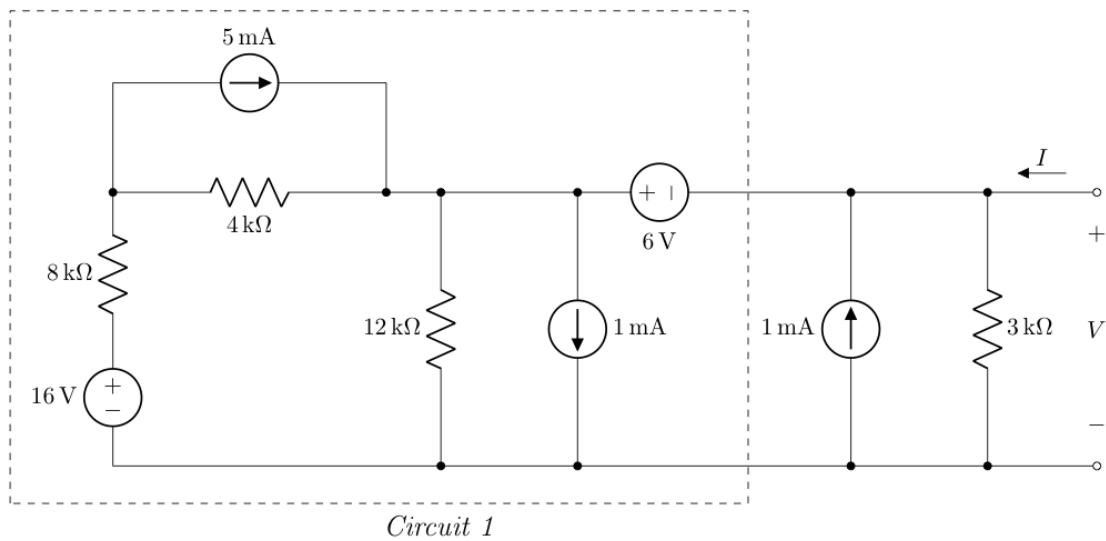 5 mA
4 kΩ
8 kΩ
16 V
+
−
12 kΩ
1 mA
+ −
6 V
1 mA
3 kΩ
I
+
V
−
Circuit 1